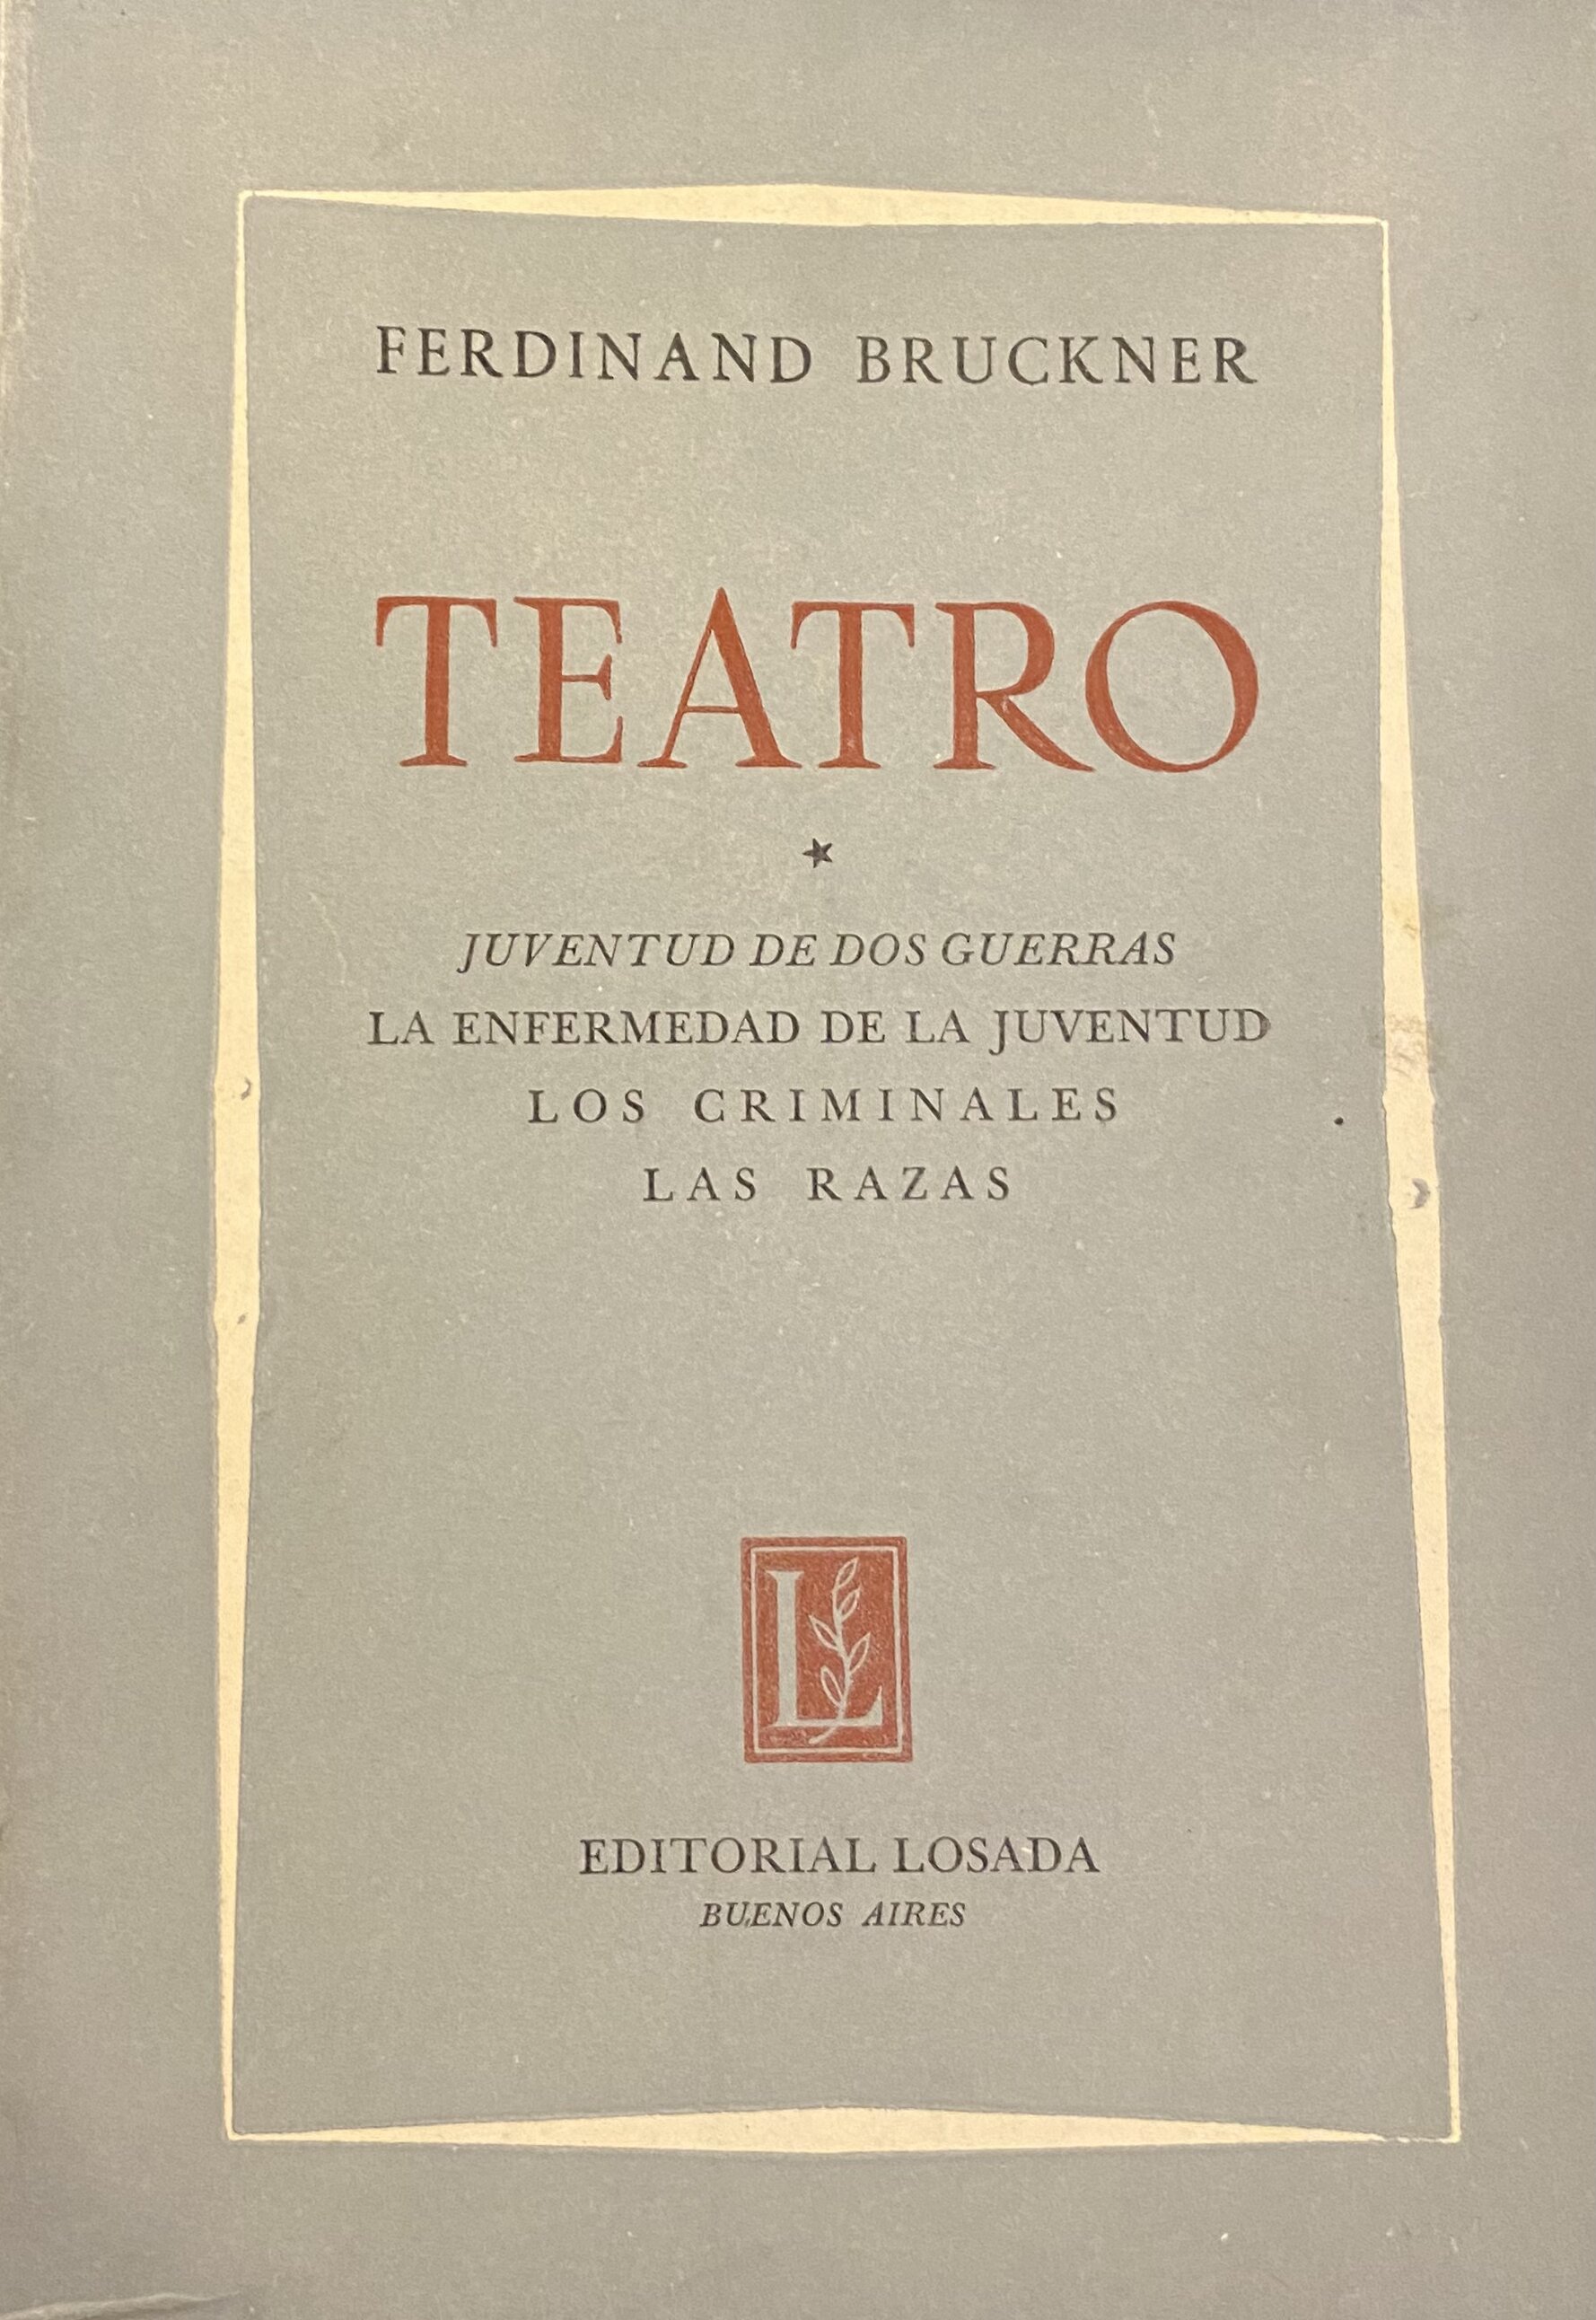 FERDINAND BRUCKNER
TEATRO
★
JUVENTUD DE DOS GUERRAS
LA ENFERMEDAD DE LA JUVENTUD
LOS CRIMINALES
LAS RAZAS
L
EDITORIAL LOSADA
BUENOS AIRES